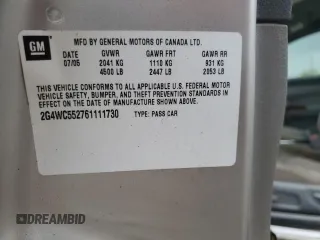 GM
MFD BY GENERAL MOTORS OF CANADA LTD.
DATE GVWR GAWR FRT GAWR RR
07/05 2041 KG 1110 KG 931 KG
4500 LB 2447 LB 2053 LB
THIS VEHICLE CONFORMS TO ALL APPLICABLE U.S. FEDERAL MOTOR
VEHICLE SAFETY, BUMPER, AND THEFT PREVENTION STANDARDS IN
EFFECT ON THE DATE OF MANUFACTURE SHOWN ABOVE.
2G4WC552761111730 TYPE: PASS CAR
DREAMBID